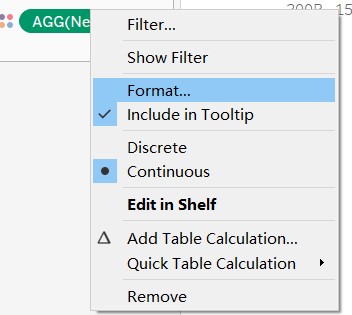 AGG(Ne
Filter...
Show Filter
Format...
Include in Tooltip
Discrete
Continuous
Edit in Shelf
Add Table Calculation...
Quick Table Calculation
Remove